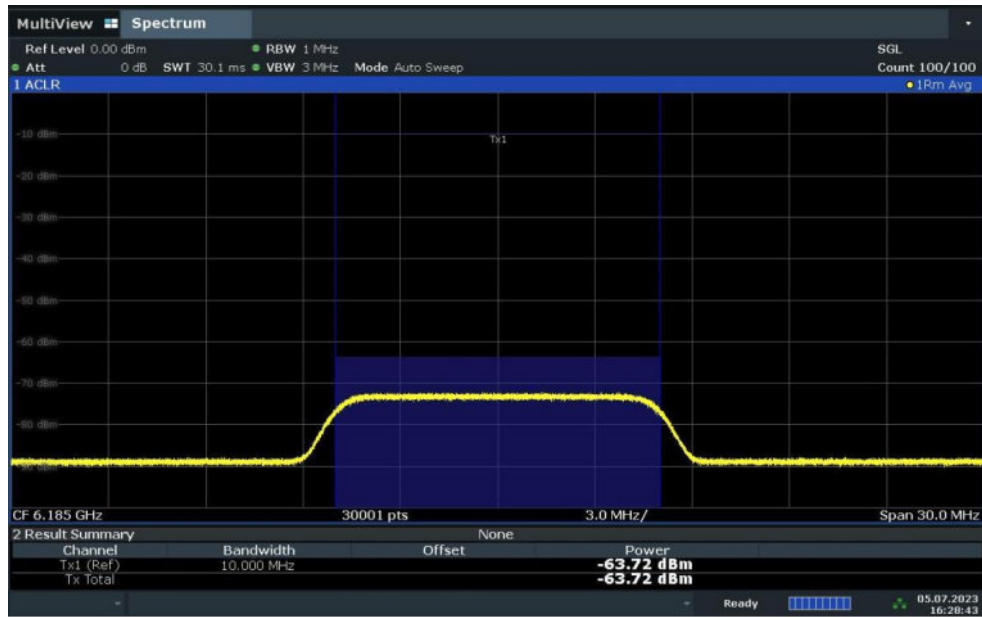 MultiView Spectrum
Ref Level 0.00 dBm RBW 1 MHz SGL
Att 0 dB SWT 30.1 ms VBW 3 MHz Mode Auto Sweep Count 100/100
1 ACLR 1Rm Avg
-10 dBm
Tx1
-20 dBm
-30 dBm
-40 dBm
-50 dBm
-60 dBm
-70 dBm
-80 dBm
CF 6.185 GHz 30001 pts 3.0 MHz/ Span 30.0 MHz
2 Result Summary None
Channel Bandwidth Offset Power
Tx1 (Ref) 10.000 MHz -63.72 dBm
Tx Total -63.72 dBm
Ready 05.07.2023
16:28:43